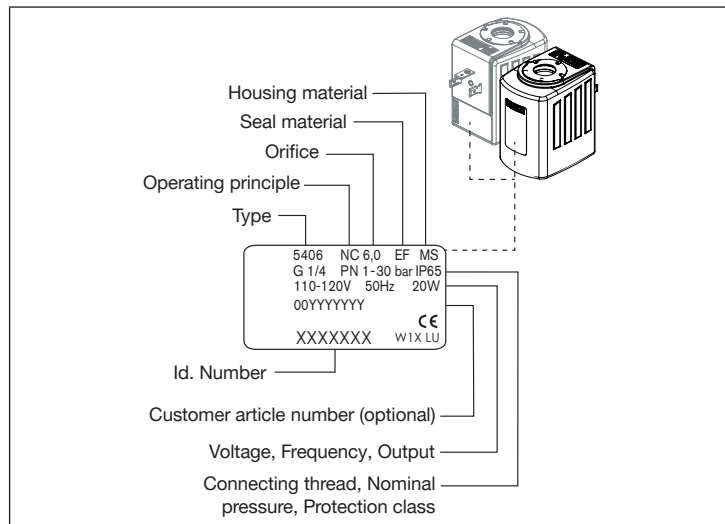 Housing material
Seal material
Orifice
Operating principle
Type
5406 NC 6,0 EF MS
G 1/4 PN 1-30 bar IP65
110-120V 50Hz 20W
00YYYYYYY
CE
XXXXXXX W1X LU
Id. Number
Customer article number (optional)
Voltage, Frequency, Output
Connecting thread, Nominal
pressure, Protection class